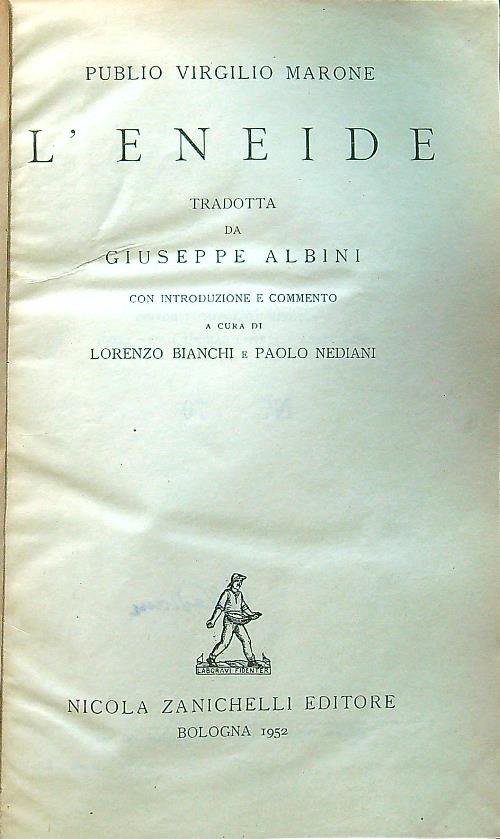 PUBLIO VIRGILIO MARONE
L' ENEIDE
TRADOTTA
DA
GIUSEPPE ALBINI
CON INTRODUZIONE E COMMENTO
A CURA DI
LORENZO BIANCHI E PAOLO NEDIANI
LABORAVI FIDENTER
NICOLA ZANICHELLI EDITORE
BOLOGNA 1952